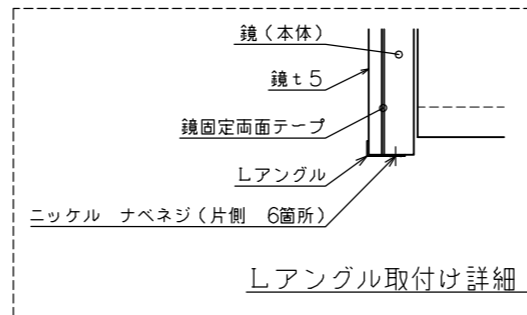 鏡（本体）
鏡ｔ５
鏡固定両面テープ
Ｌアングル
ニッケル　ナベネジ（片側　6箇所）
Ｌアングル取付け詳細